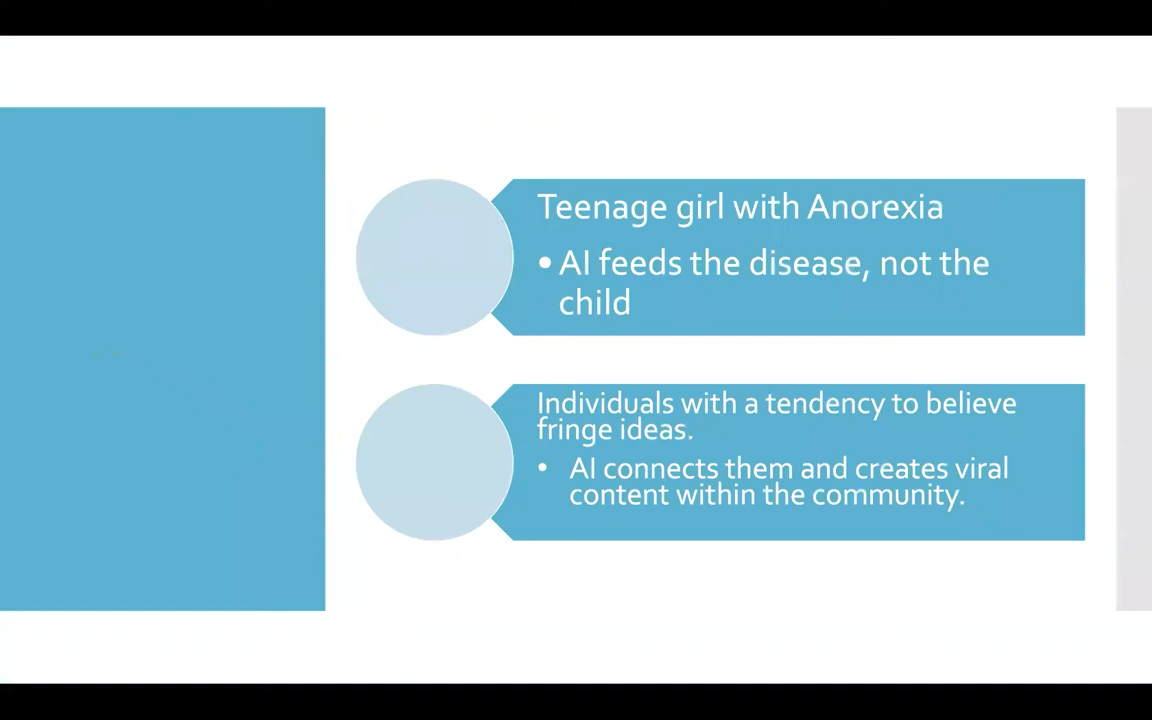 Teenage girl with Anorexia
• AI feeds the disease, not the
child
Individuals with a tendency to believe
fringe ideas.
• AI connects them and creates viral
content within the community.